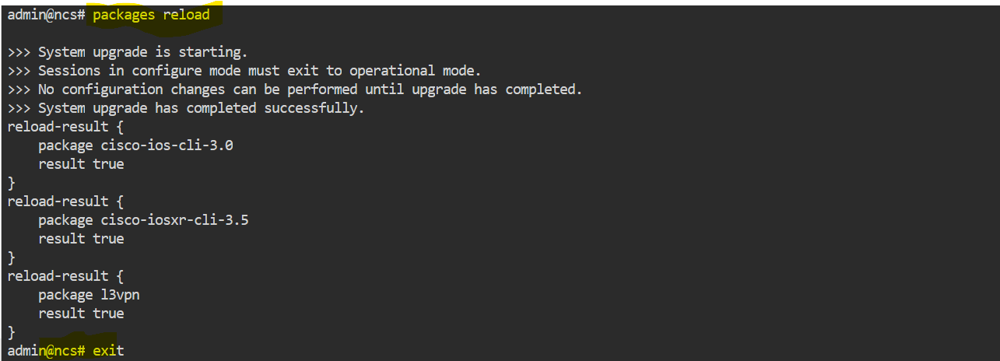 admin@ncs# packages reload
>>> System upgrade is starting.
>>> Sessions in configure mode must exit to operational mode.
>>> No configuration changes can be performed until upgrade has completed.
>>> System upgrade has completed successfully.
reload-result {
    package cisco-ios-cli-3.0
    result true
}
reload-result {
    package cisco-iosxr-cli-3.5
    result true
}
reload-result {
    package l3vpn
    result true
}
admin@ncs# exit